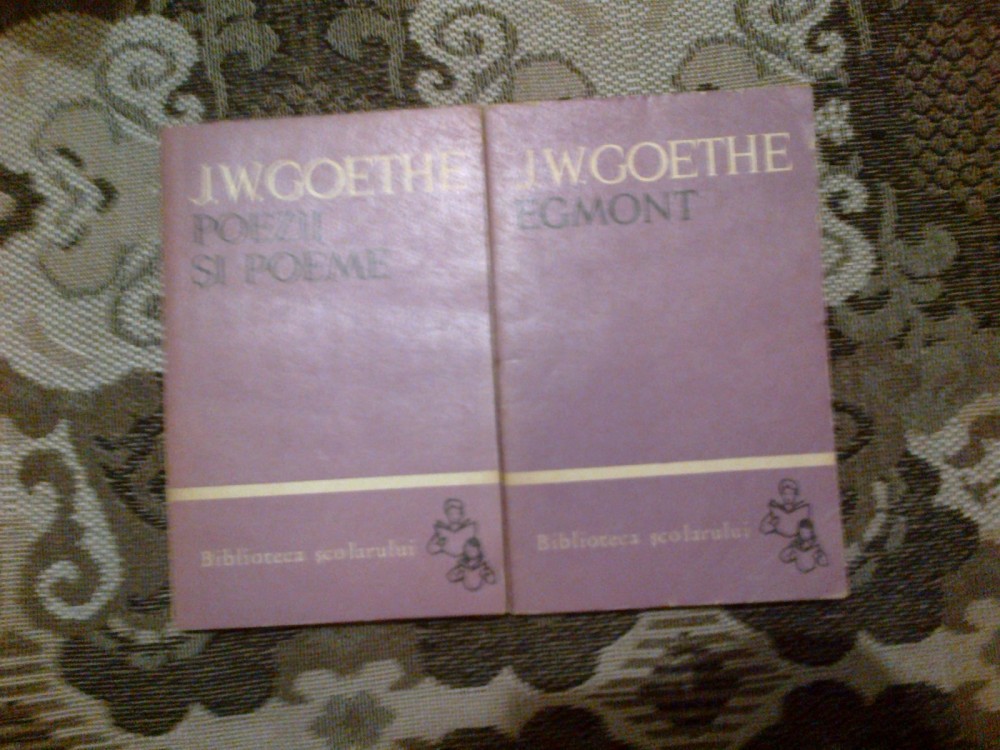 J.W.GOETHE
POEZII
ȘI POEME
Biblioteca școlarului
J.W.GOETHE
EGMONT
Biblioteca școlarului